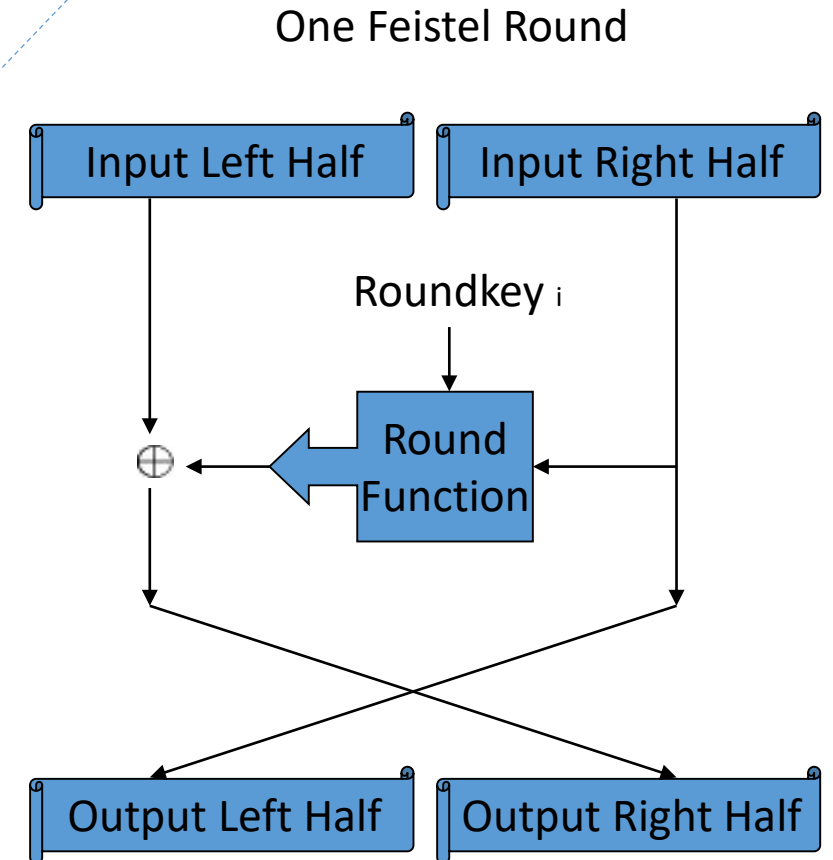 One Feistel Round
Input Left Half
Input Right Half
Roundkey i
Round
Function
Output Left Half
Output Right Half